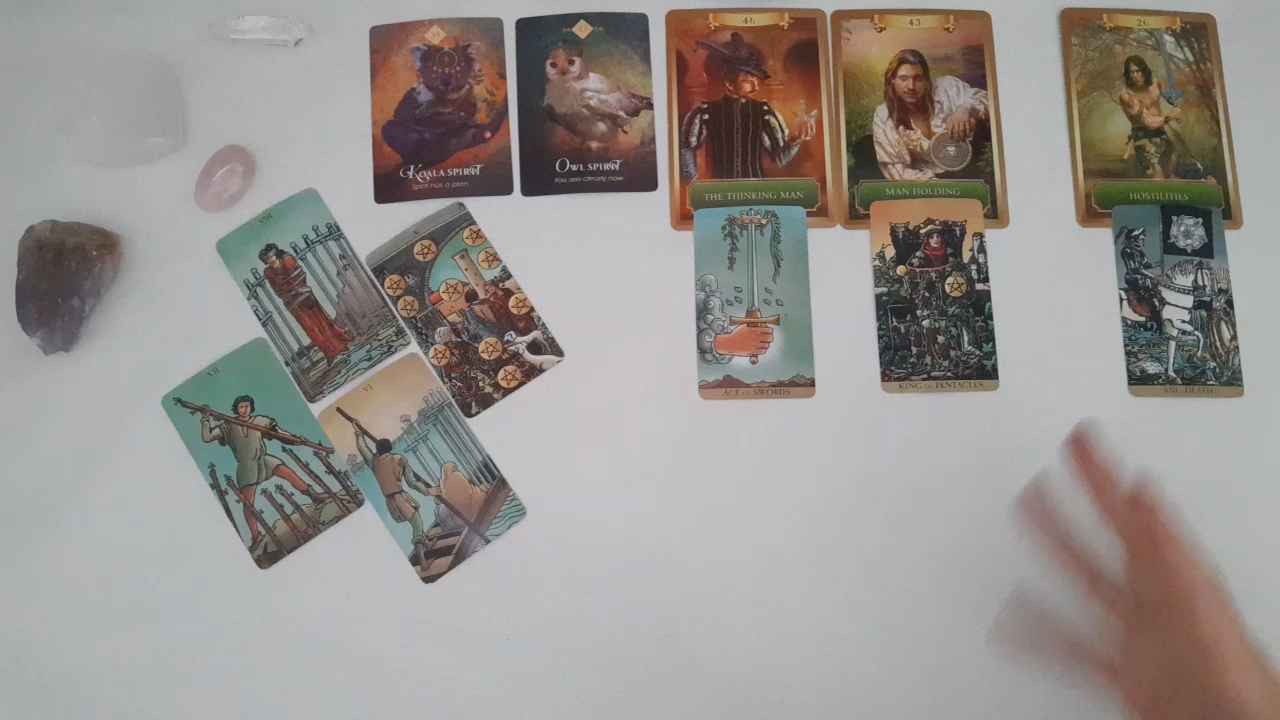 KOALA SPIRIT
Spirit has a plan
OWL SPIRIT
You see clearly now
46
THE THINKING MAN
43
MAN HOLDING
26
HOSTILITIES
VIII
VII
VI
ACE OF SWORDS
KING OF PENTACLES
XIII. DEATH